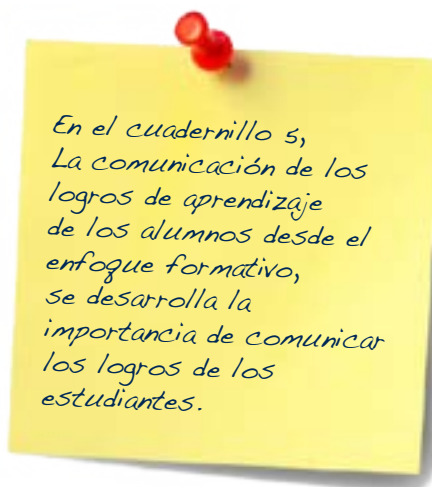 En el cuadernillo 5,
La comunicación de los
logros de aprendizaje
de los alumnos desde el
enfoque formativo,
se desarrolla la
importancia de comunicar
los logros de los
estudiantes.